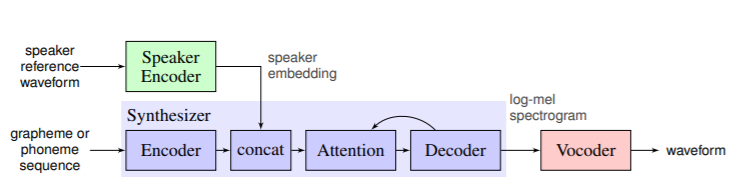 speaker
reference
waveform
Speaker
Encoder
speaker
embedding
Synthesizer
log-mel
spectrogram
grapheme or
phoneme
sequence
Encoder
concat
Attention
Decoder
Vocoder
waveform